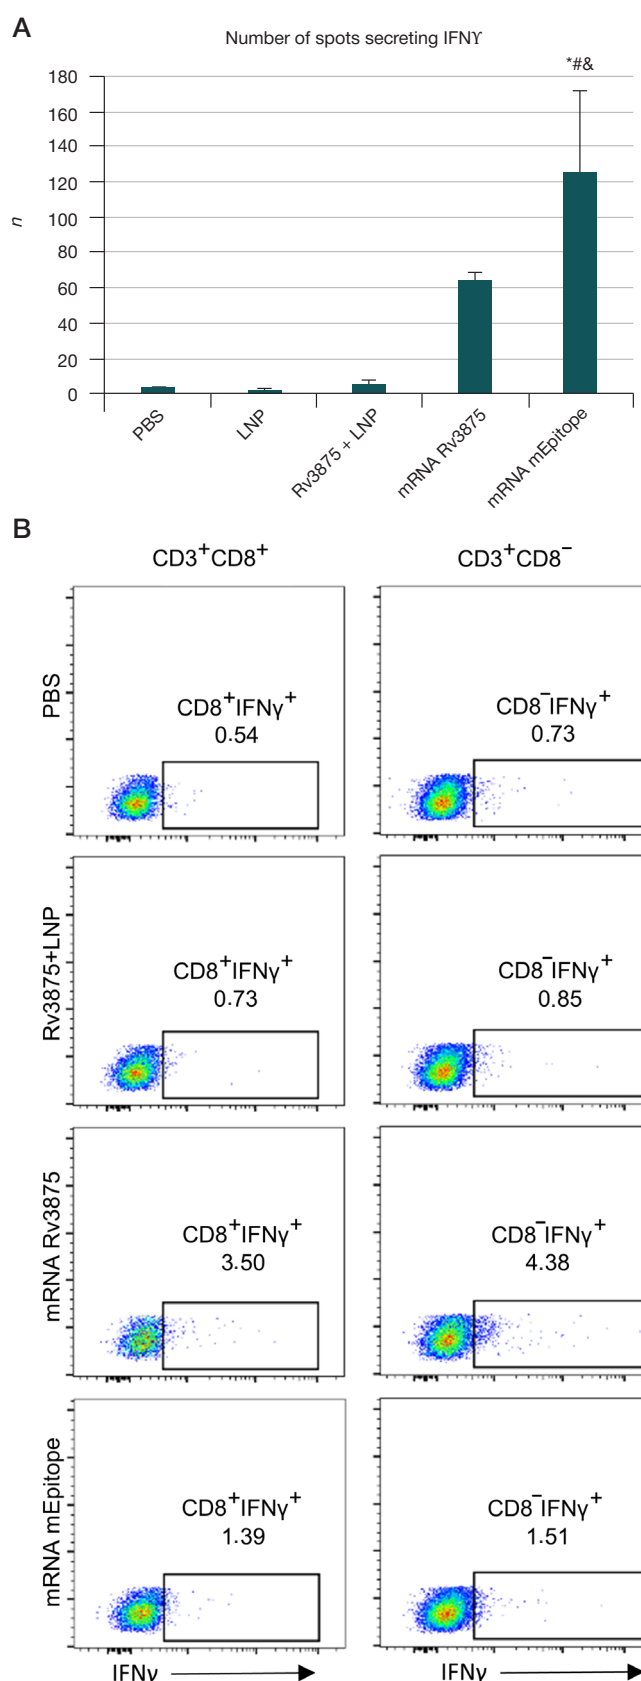 A
Number of spots secreting IFNϒ
*#&
180
160
140
120
100
80
60
40
20
0
n
PBS
LNP
Rv3875 + LNP
mRNA Rv3875
mRNA mEpitope
B
CD3⁺CD8⁺
CD3⁺CD8⁻
PBS
CD8⁺IFNγ⁺
0.54
CD8⁻IFNγ⁺
0.73
Rv3875+LNP
CD8⁺IFNγ⁺
0.73
CD8⁻IFNγ⁺
0.85
mRNA Rv3875
CD8⁺IFNγ⁺
3.50
CD8⁻IFNγ⁺
4.38
mRNA mEpitope
CD8⁺IFNγ⁺
1.39
CD8⁻IFNγ⁺
1.51
IFNγ
IFNγ